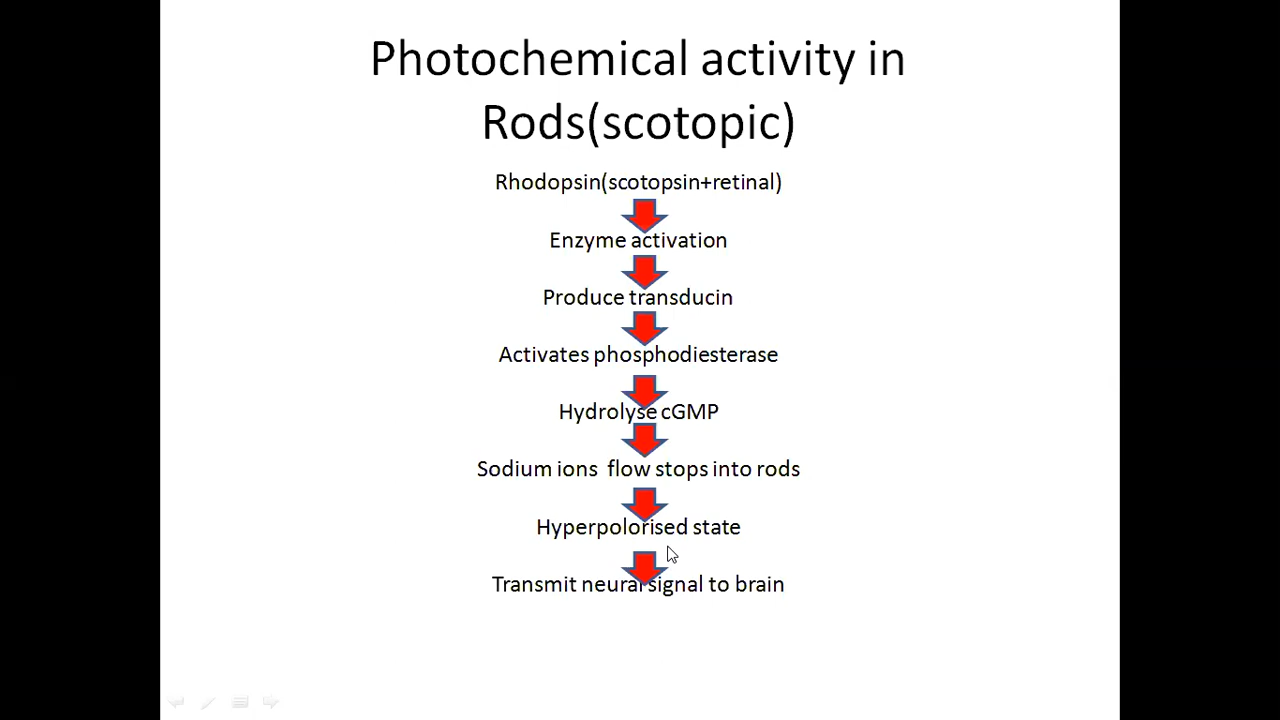 Photochemical activity in
Rods(scotopic)
Rhodopsin(scotopsin+retinal)
Enzyme activation
Produce transducin
Activates phosphodiesterase
Hydrolyse cGMP
Sodium ions  flow stops into rods
Hyperpolorised state
Transmit neural signal to brain